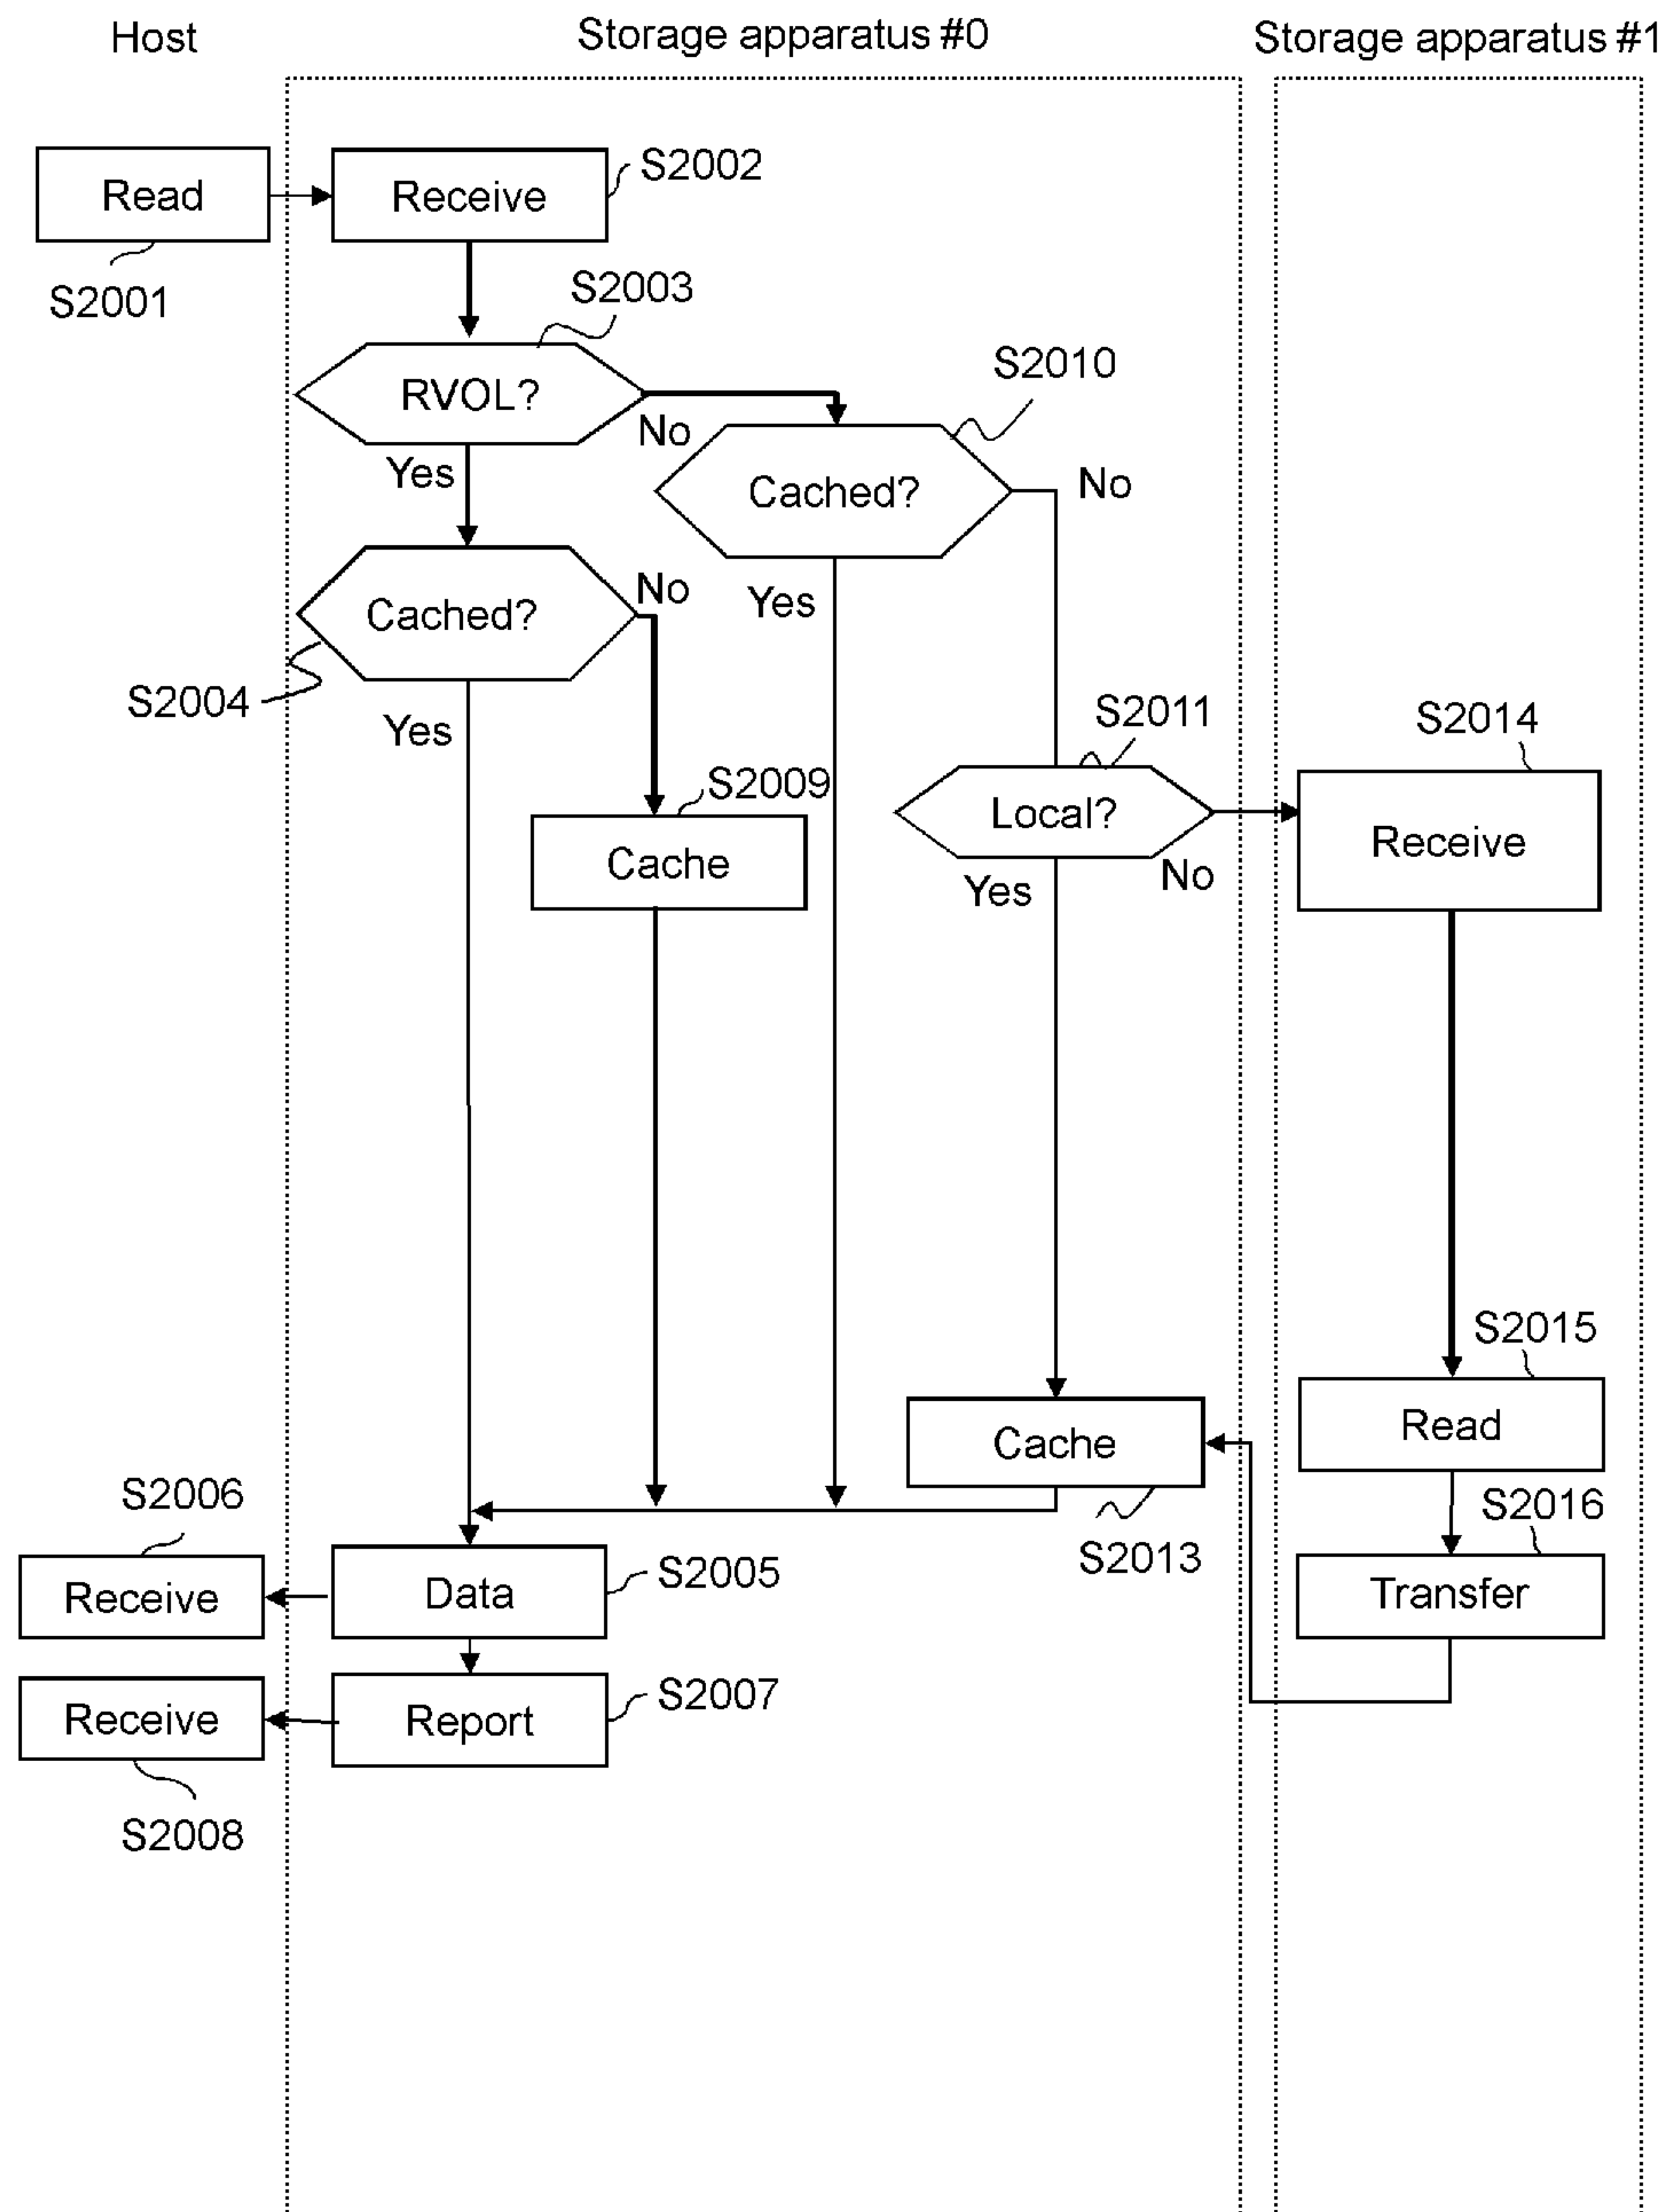 Host
Storage apparatus #0
Storage apparatus #1
Read
Receive
S2002
S2001
S2003
RVOL?
No
S2010
Yes
Cached?
No
Cached?
No
Yes
S2004
Yes
S2009
S2011
S2014
Cache
Local?
Receive
Yes
No
S2015
Cache
Read
S2006
S2016
S2013
Receive
Data
S2005
Transfer
Receive
Report
S2007
S2008